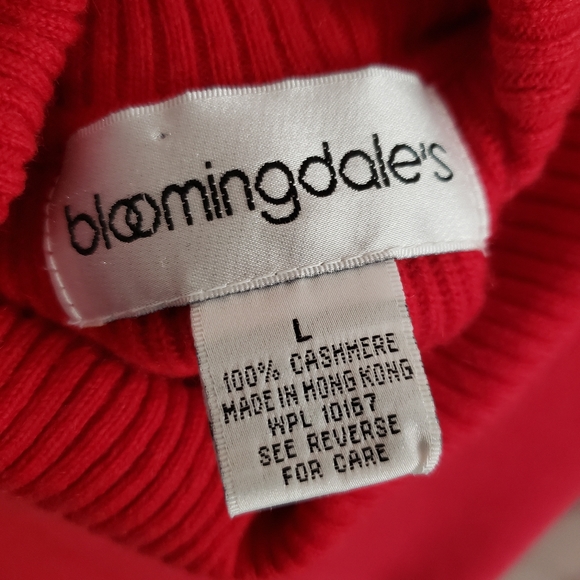 bloomingdale's
L
100% CASHMERE
MADE IN HONG KONG
WPL 10167
SEE REVERSE
FOR CARE